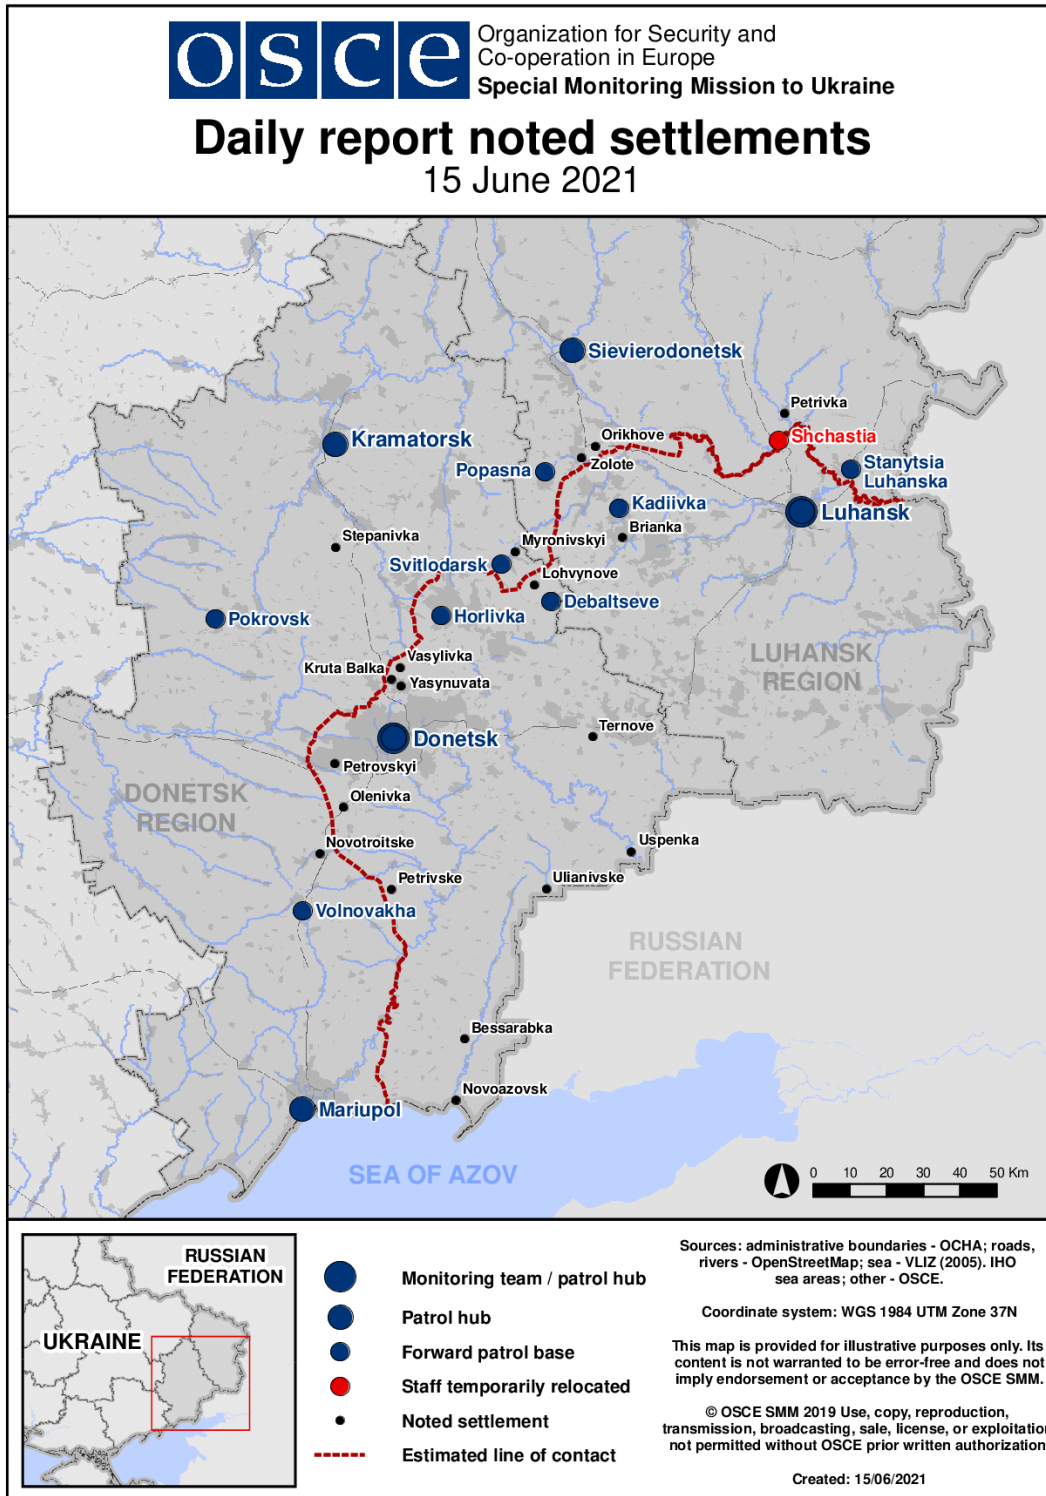 osce
Organization for Security and
Co-operation in Europe
Special Monitoring Mission to Ukraine
Daily report noted settlements
15 June 2021
Sievierodonetsk
Petrivka
Kramatorsk
Orikhove
Shchastia
Popasna
Zolote
Stanytsia
Luhanska
Kadiivka
Luhansk
Brianka
Stepanivka
Myronivskyi
Svitlodarsk
Lohvynove
Debaltseve
Pokrovsk
Horlivka
LUHANSK
REGION
Vasylivka
Kruta Balka
Yasynuvata
Ternove
Donetsk
Petrovskyi
DONETSK
REGION
Olenivka
Novotroitske
Uspenka
Petrivske
Ulianivske
Volnovakha
RUSSIAN
FEDERATION
Bessarabka
Novoazovsk
Mariupol
SEA OF AZOV
0 10 20 30 40 50 Km
RUSSIAN
FEDERATION
UKRAINE
Monitoring team / patrol hub
Patrol hub
Forward patrol base
Staff temporarily relocated
Noted settlement
Estimated line of contact
Sources: administrative boundaries - OCHA; roads,
rivers - OpenStreetMap; sea - VLIZ (2005). IHO
sea areas; other - OSCE.
Coordinate system: WGS 1984 UTM Zone 37N
This map is provided for illustrative purposes only. Its
content is not warranted to be error-free and does not
imply endorsement or acceptance by the OSCE SMM.
© OSCE SMM 2019 Use, copy, reproduction,
transmission, broadcasting, sale, license, or exploitation
not permitted without OSCE prior written authorization
Created: 15/06/2021